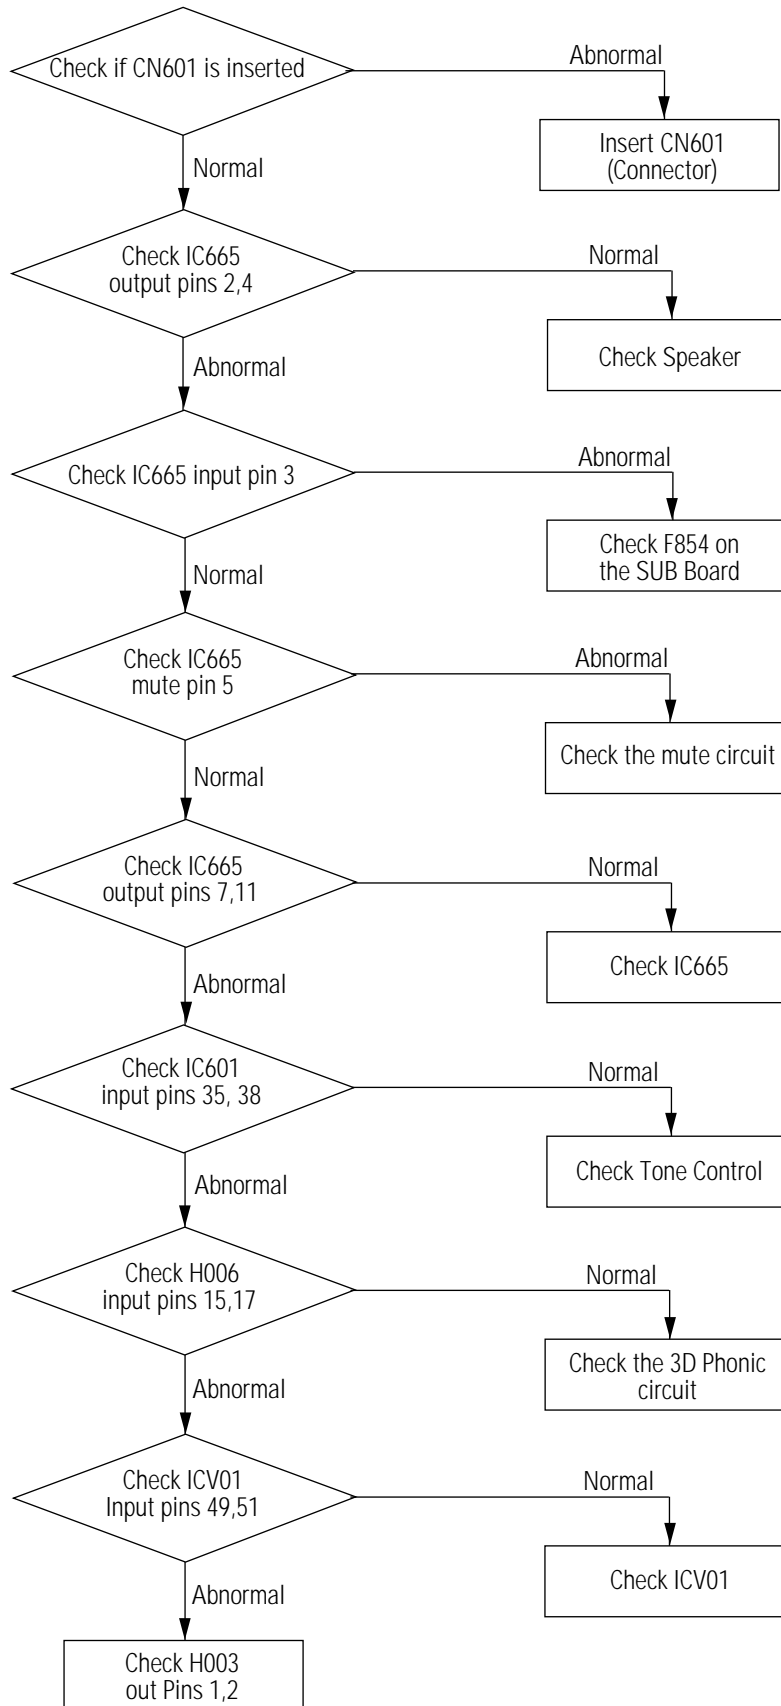 Check if CN601 is inserted
Abnormal
Insert CN601
(Connector)
Normal
Check IC665
output pins 2,4
Normal
Check Speaker
Abnormal
Check IC665 input pin 3
Abnormal
Check F854 on
the SUB Board
Normal
Check IC665
mute pin 5
Abnormal
Check the mute circuit
Normal
Check IC665
output pins 7,11
Normal
Check IC665
Abnormal
Check IC601
input pins 35, 38
Normal
Check Tone Control
Abnormal
Check H006
input pins 15,17
Normal
Check the 3D Phonic
circuit
Abnormal
Check ICV01
Input pins 49,51
Normal
Check ICV01
Abnormal
Check H003
out Pins 1,2